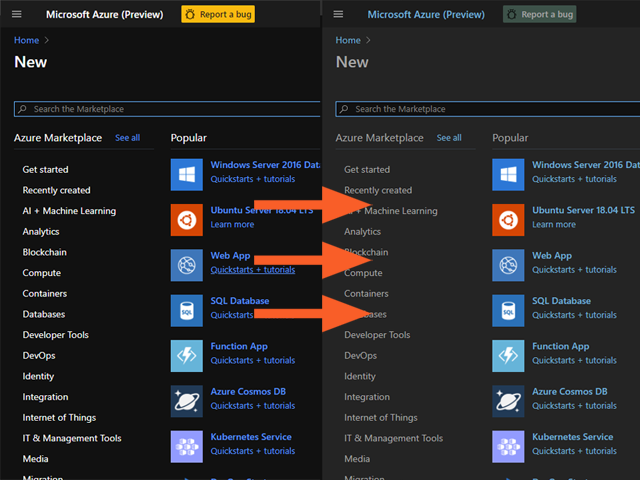 Microsoft Azure (Preview)
Report a bug
Home
New
Search the Marketplace
Azure Marketplace
See all
Popular
Get started
Recently created
AI + Machine Learning
Analytics
Blockchain
Compute
Containers
Databases
Developer Tools
DevOps
Identity
Integration
Internet of Things
IT & Management Tools
Media
Migration
Windows Server 2016 Dat
Quickstarts + tutorials
Ubuntu Server 18.04 LTS
Learn more
Web App
Quickstarts + tutorials
SQL
SQL Database
Function App
Quickstarts + tutorials
Azure Cosmos DB
Quickstarts + tutorials
Kubernetes Service
Quickstarts + tutorials
Microsoft Azure (Preview)
Report a bug
Home
New
Search the Marketplace
Azure Marketplace
See all
Popular
Get started
Recently created
+ Machine Learning
Analytics
Blockchain
Compute
Containers
Developer Tools
DevOps
Identity
Integration
Internet of Things
IT & Management Tools
Media
Migration
Windows Server 2016 Data
Quickstarts + tutorials
Ubuntu Server 18.04 LTS
Learn more
Web App
Quickstarts + tutorials
SQL
SQL Database
Quickstarts + tutorials
Function App
Quickstarts + tutorials
Azure Cosmos DB
Quickstarts + tutorials
Kubernetes Service
Quickstarts + tutorials